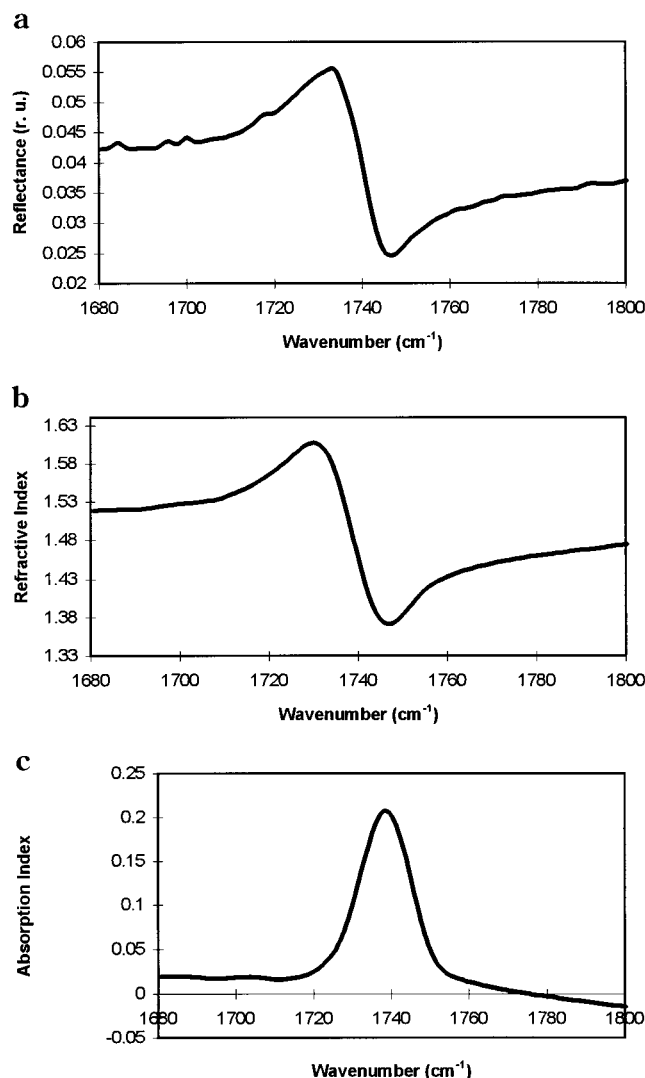 a
0.06
0.055
0.05
0.045
0.04
0.035
0.03
0.025
0.02
Reflectance (r. u.)
1680 1700 1720 1740 1760 1780 1800
Wavenumber (cm⁻¹)
b
1.63
1.58
1.53
1.48
1.43
1.38
1.33
Refractive Index
1680 1700 1720 1740 1760 1780 1800
Wavenumber (cm⁻¹)
c
0.25
0.2
0.15
0.1
0.05
0
-0.05
Absorption Index
1680 1700 1720 1740 1760 1780 1800
Wavenumber (cm⁻¹)